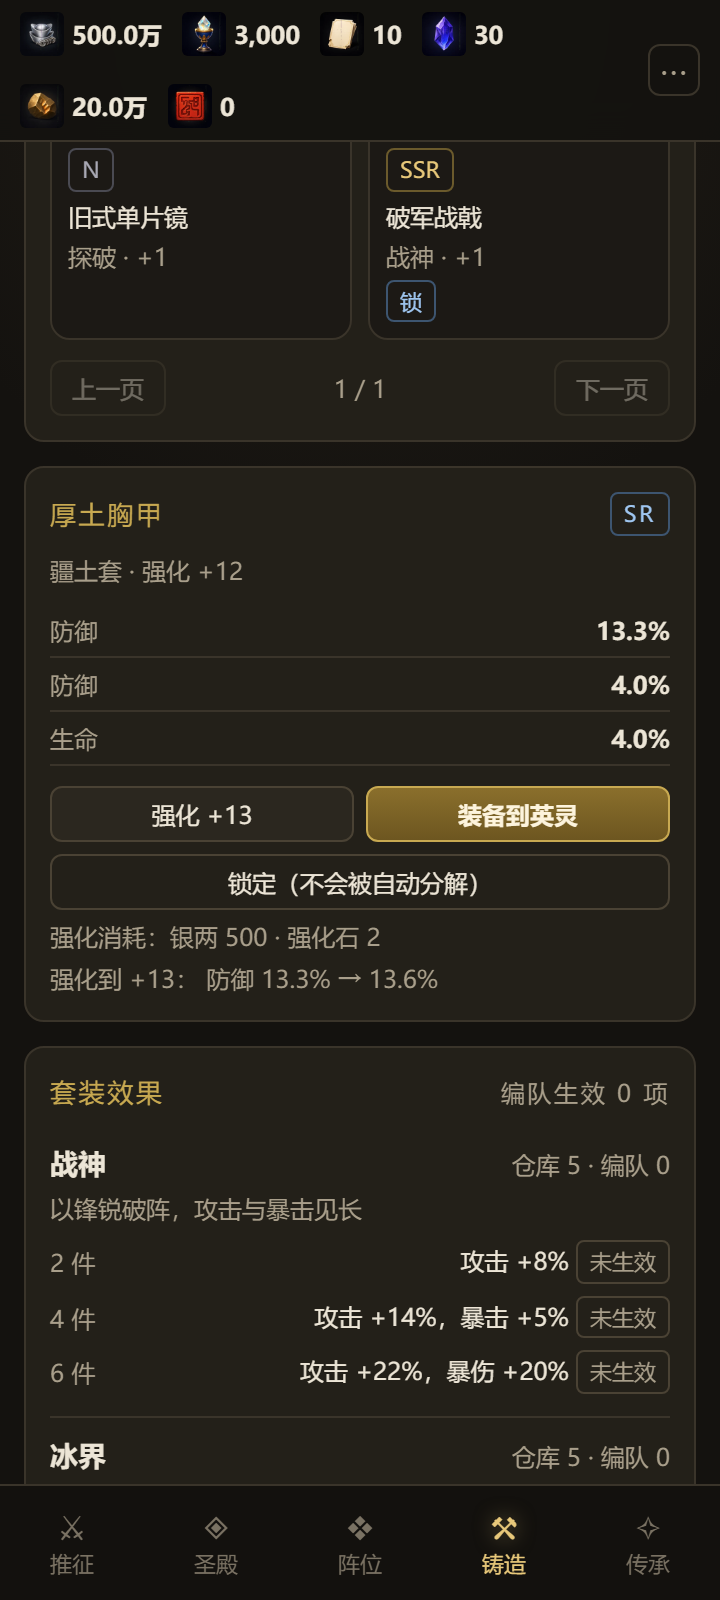 500.0万 3,000 10 30
...
20.0万 0
N
旧式单片镜
探破 · +1
SSR
破军战戟
战神 · +1
锁
上一页 1 / 1 下一页
厚土胸甲 SR
疆土套 · 强化 +12
防御 13.3%
防御 4.0%
生命 4.0%
强化 +13 装备到英灵
锁定（不会被自动分解）
强化消耗：银两 500 · 强化石 2
强化到 +13： 防御 13.3% → 13.6%
套装效果 编队生效 0 项
战神 仓库 5 · 编队 0
以锋锐破阵，攻击与暴击见长
2 件 攻击 +8% 未生效
4 件 攻击 +14%，暴击 +5% 未生效
6 件 攻击 +22%，暴伤 +20% 未生效
冰界 仓库 5 · 编队 0
推征 圣殿 阵位 铸造 传承